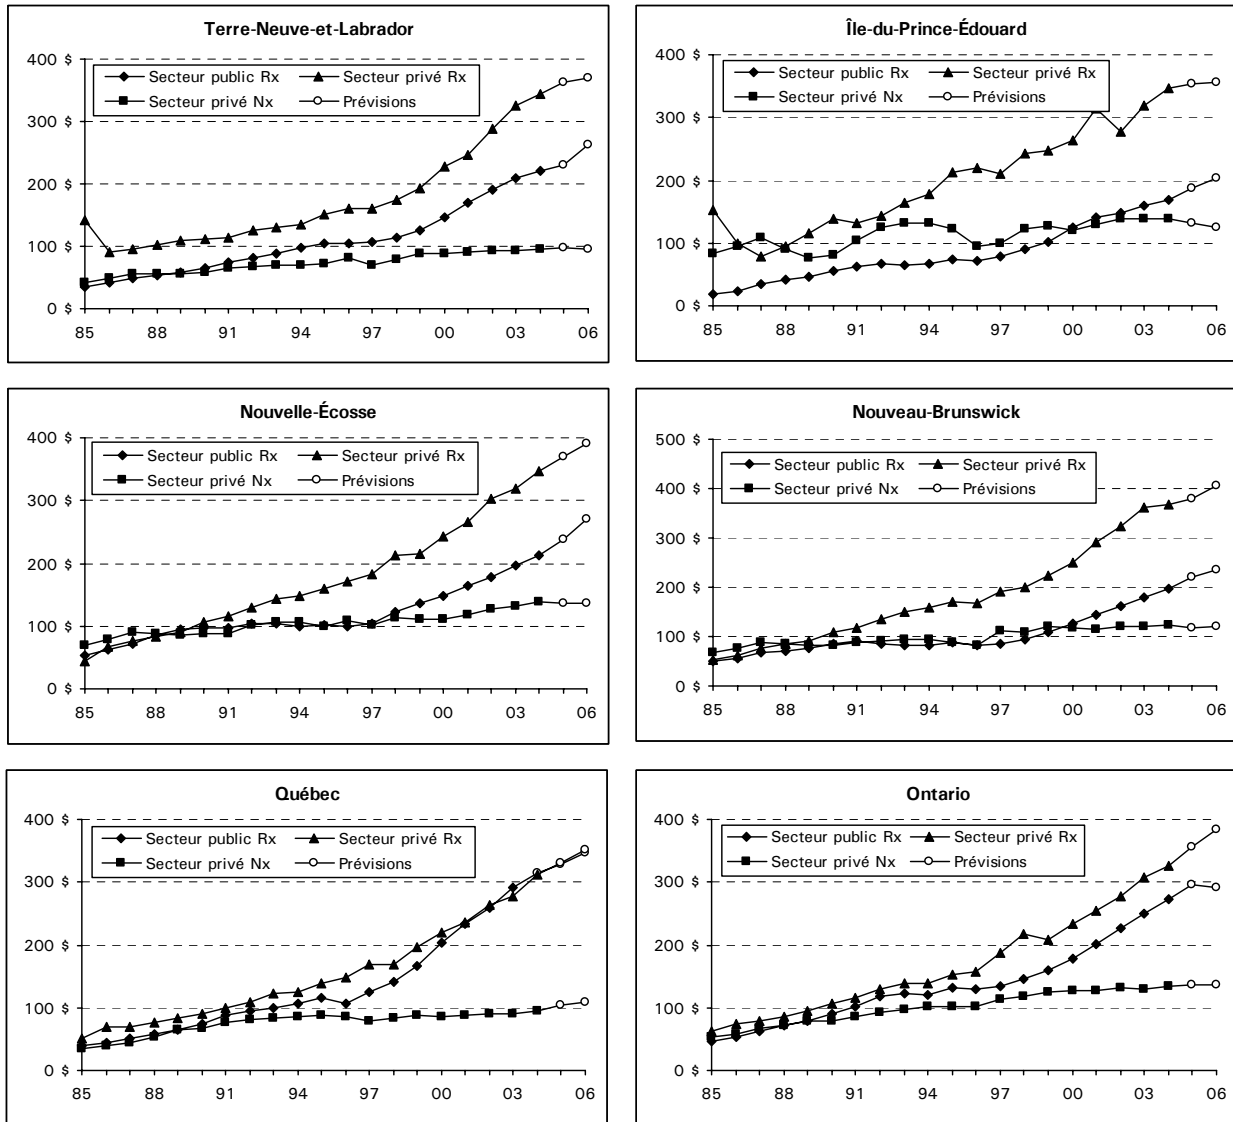 Terre-Neuve-et-Labrador
400 $
300 $
200 $
100 $
0 $
Secteur public Rx
Secteur privé Rx
Secteur privé Nx
Prévisions
85 88 91 94 97 00 03 06
Île-du-Prince-Édouard
400 $
300 $
200 $
100 $
0 $
Secteur public Rx
Secteur privé Rx
Secteur privé Nx
Prévisions
85 88 91 94 97 00 03 06
Nouvelle-Écosse
400 $
300 $
200 $
100 $
0 $
Secteur public Rx
Secteur privé Rx
Secteur privé Nx
Prévisions
85 88 91 94 97 00 03 06
Nouveau-Brunswick
500 $
400 $
300 $
200 $
100 $
0 $
Secteur public Rx
Secteur privé Rx
Secteur privé Nx
Prévisions
85 88 91 94 97 00 03 06
Québec
400 $
300 $
200 $
100 $
0 $
Secteur public Rx
Secteur privé Rx
Secteur privé Nx
Prévisions
85 88 91 94 97 00 03 06
Ontario
400 $
300 $
200 $
100 $
0 $
Secteur public Rx
Secteur privé Rx
Secteur privé Nx
Prévisions
85 88 91 94 97 00 03 06